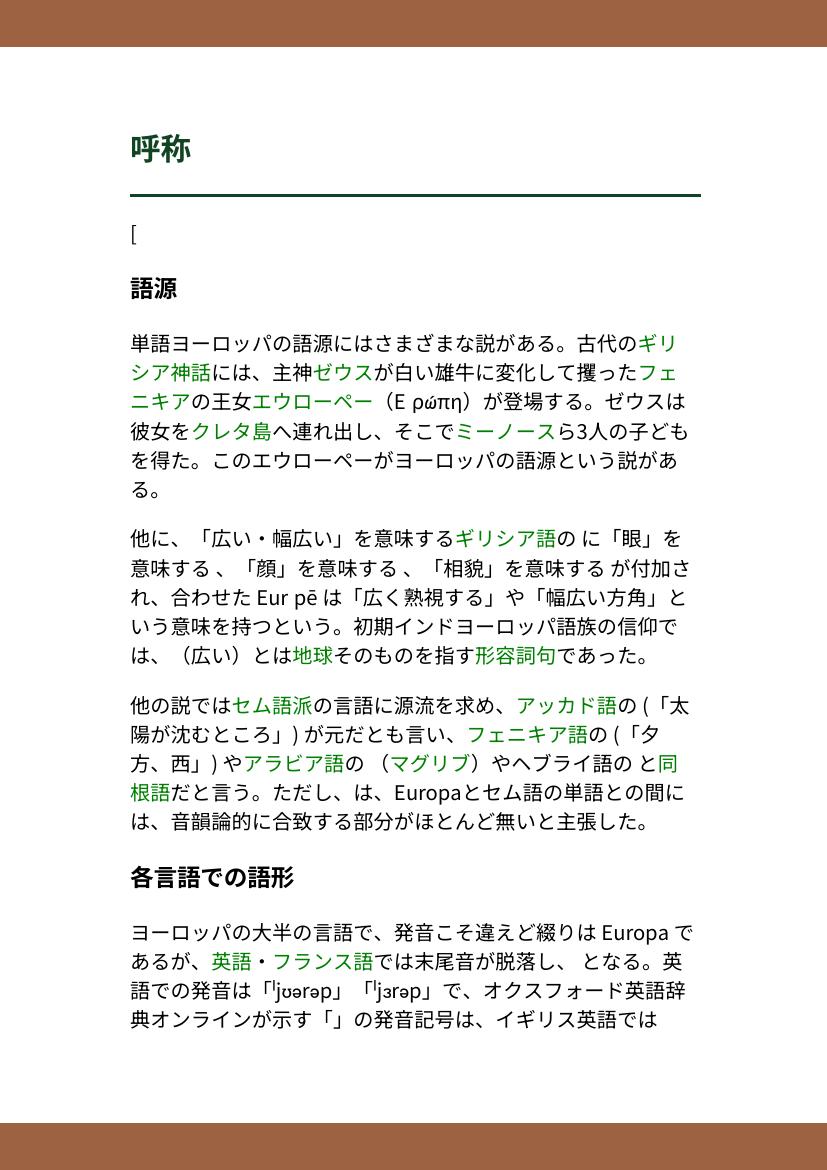 呼称
[
語源
単語ヨーロッパの語源にはさまざまな説がある。古代のギリ
シア神話には、主神ゼウスが白い雄牛に変化して攫ったフェ
ニキアの王女エウローペー（Ε ρώπη）が登場する。ゼウスは
彼女をクレタ島へ連れ出し、そこでミーノースら3人の子ども
を得た。このエウローペーがヨーロッパの語源という説があ
る。
他に、「広い・幅広い」を意味するギリシア語の に「眼」を
意味する 、「顔」を意味する 、「相貌」を意味する が付加さ
れ、合わせた Eur pē は「広く熟視する」や「幅広い方角」と
いう意味を持つという。初期インドヨーロッパ語族の信仰で
は、（広い）とは地球そのものを指す形容詞句であった。
他の説ではセム語派の言語に源流を求め、アッカド語の (「太
陽が沈むところ」) が元だとも言い、フェニキア語の (「夕
方、西」) やアラビア語の （マグリブ）やヘブライ語の と同
根語だと言う。ただし、は、Europaとセム語の単語との間に
は、音韻論的に合致する部分がほとんど無いと主張した。
各言語での語形
ヨーロッパの大半の言語で、発音こそ違えど綴りは Europa で
あるが、英語・フランス語では末尾音が脱落し、 となる。英
語での発音は「ˈjʊərəp」「ˈjɜrəp」で、オクスフォード英語辞
典オンラインが示す「」の発音記号は、イギリス英語では